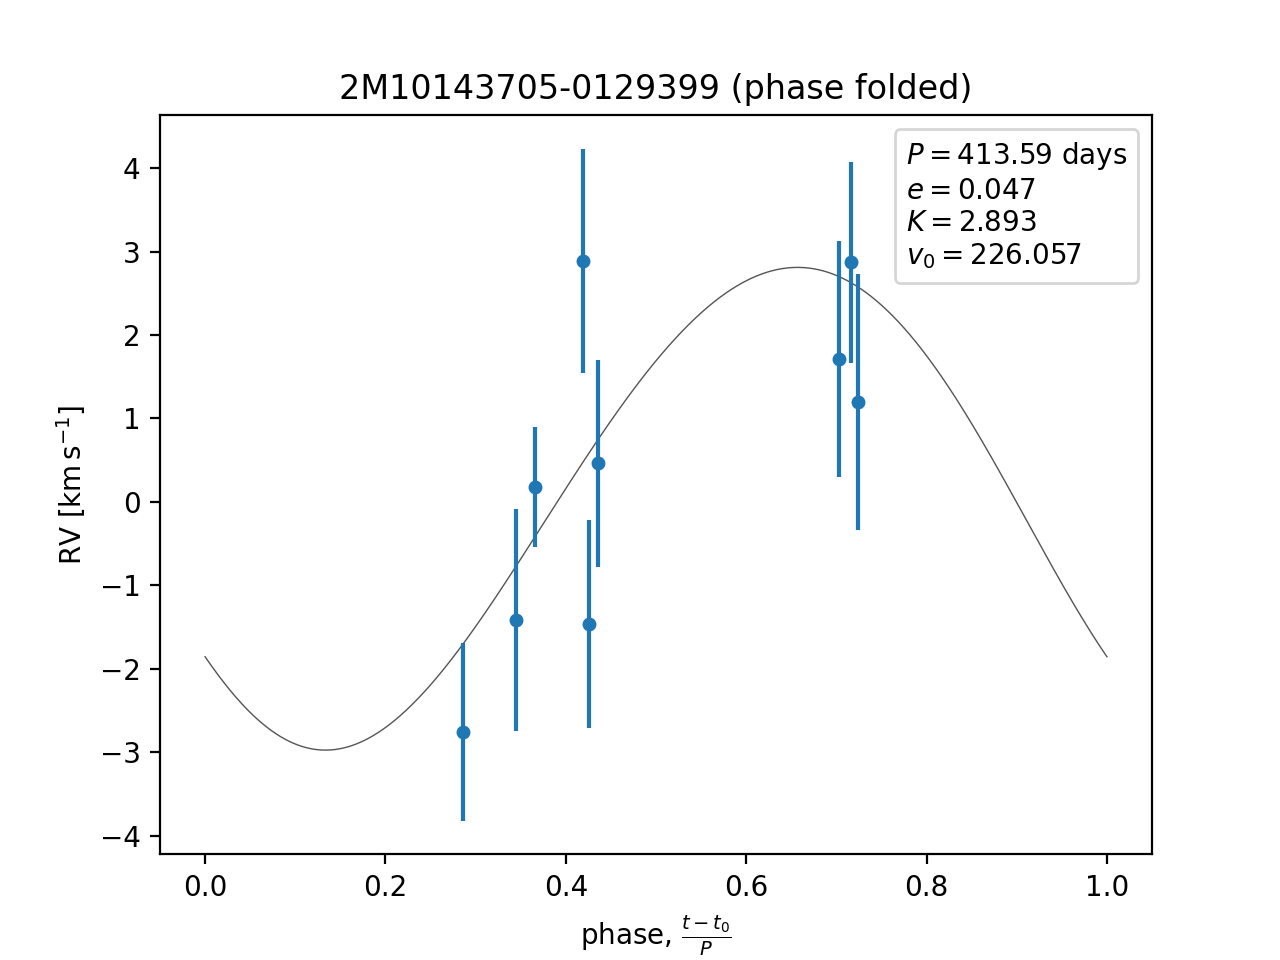 2M10143705-0129399 (phase folded)
P = 413.59 days
e = 0.047
K = 2.893
v₀ = 226.057
4
3
2
1
0
−1
−2
−3
−4
RV [km s⁻¹]
0.0 0.2 0.4 0.6 0.8 1.0
phase, (t − t₀)/P